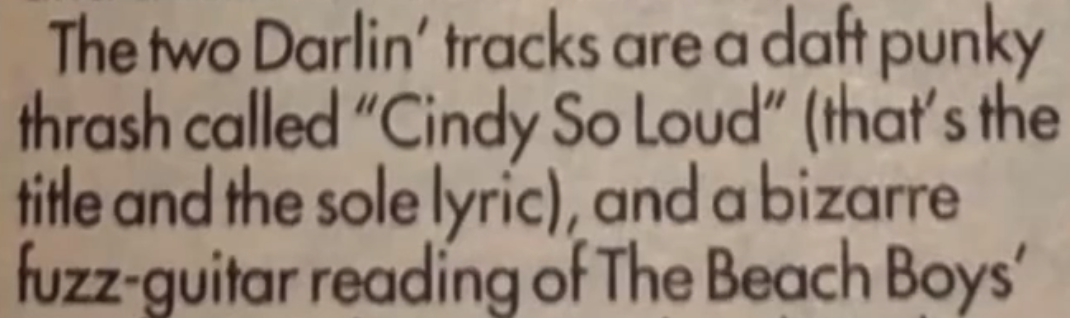 The two Darlin' tracks are a daft punky
thrash called "Cindy So Loud" (that's the
title and the sole lyric), and a bizarre
fuzz-guitar reading of The Beach Boys'